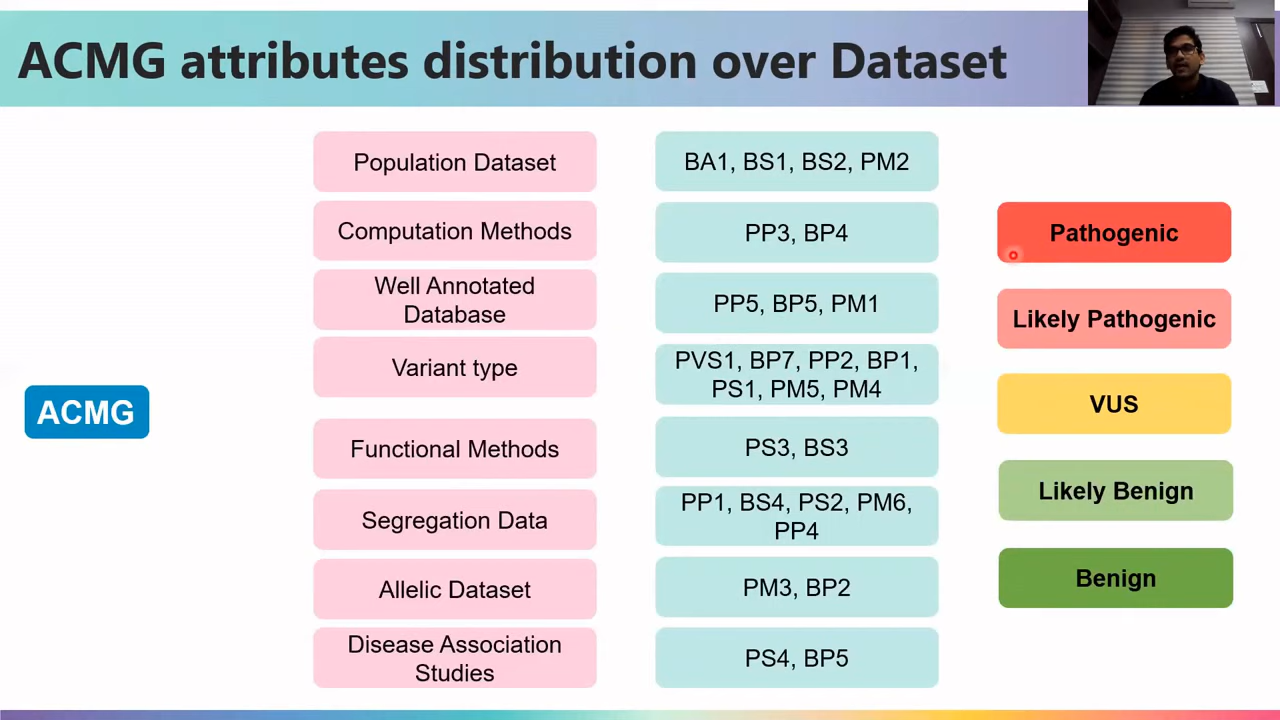 ACMG attributes distribution over Dataset
ACMG
Population Dataset
Computation Methods
Well Annotated
Database
Variant type
Functional Methods
Segregation Data
Allelic Dataset
Disease Association
Studies
BA1, BS1, BS2, PM2
PP3, BP4
PP5, BP5, PM1
PVS1, BP7, PP2, BP1,
PS1, PM5, PM4
PS3, BS3
PP1, BS4, PS2, PM6,
PP4
PM3, BP2
PS4, BP5
Pathogenic
Likely Pathogenic
VUS
Likely Benign
Benign